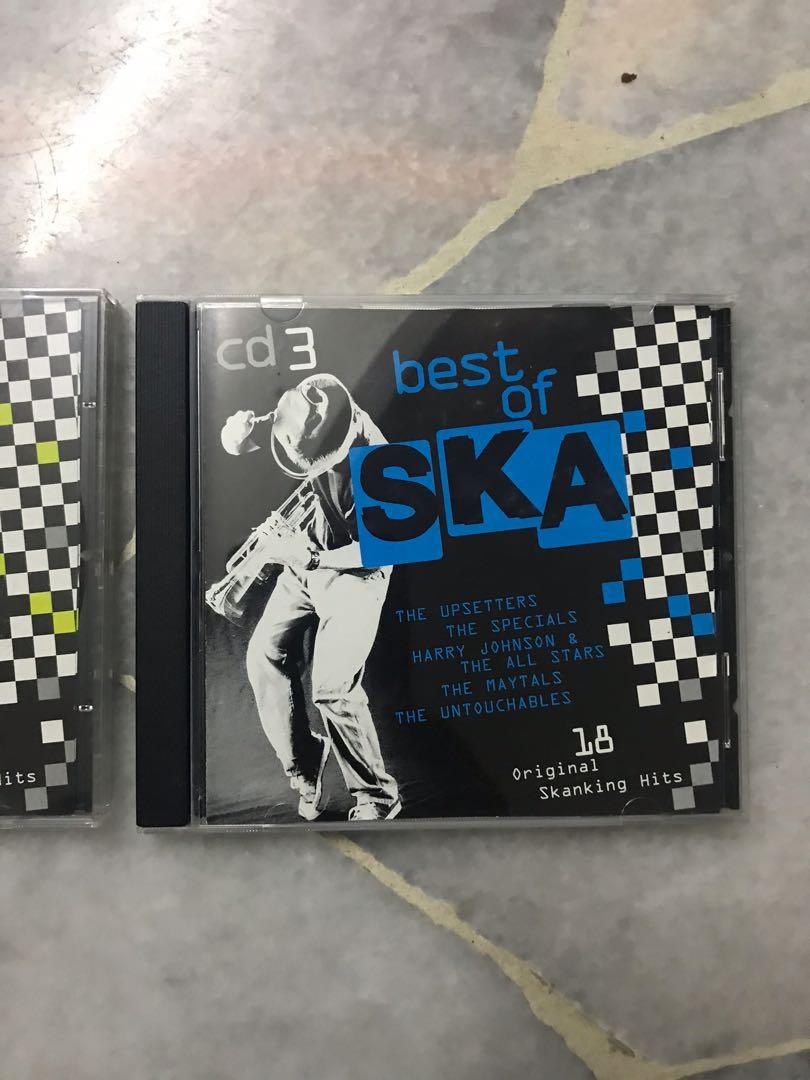 cd 3
best of
SKA
THE UPSETTERS
THE SPECIALS
HARRY JOHNSON &
THE ALL STARS
THE MAYTALS
THE UNTOUCHABLES
18
Original
Skanking Hits